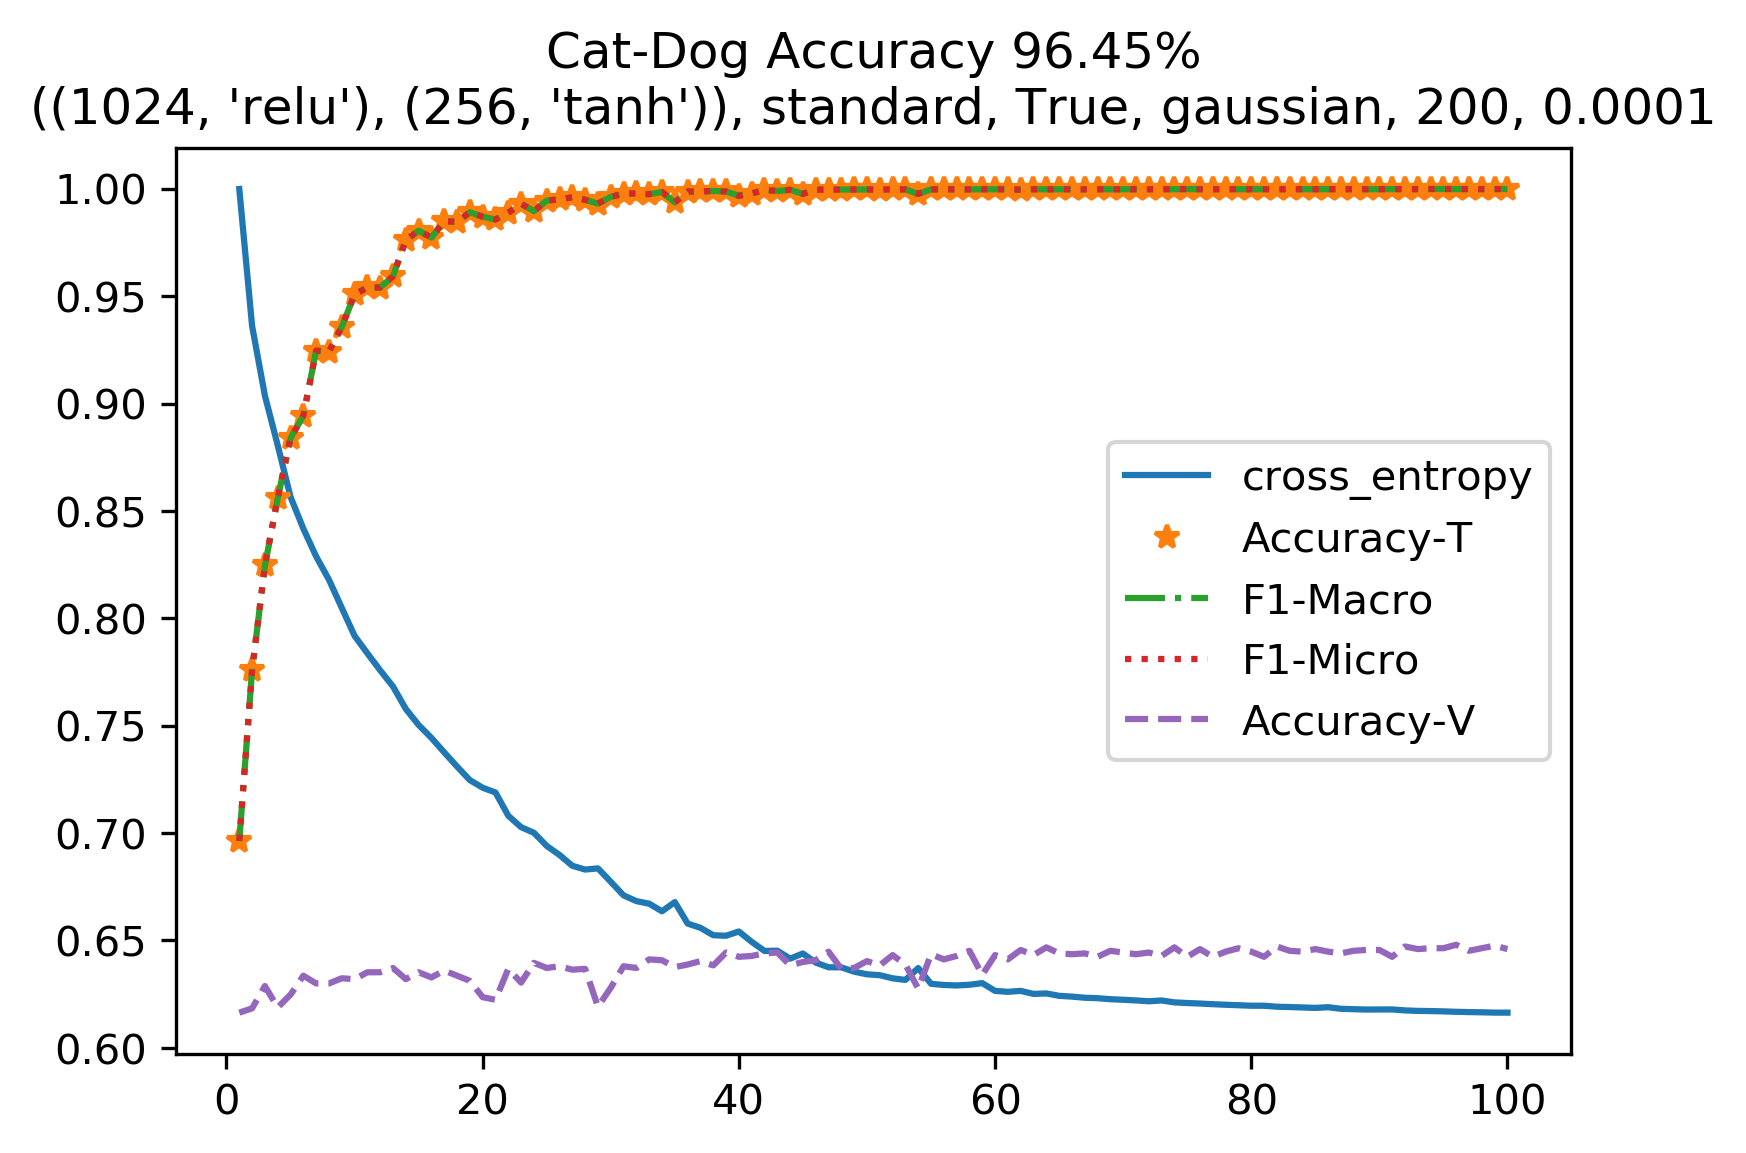 Cat-Dog Accuracy 96.45%
((1024, 'relu'), (256, 'tanh')), standard, True, gaussian, 200, 0.0001
1.00
0.95
0.90
0.85
0.80
0.75
0.70
0.65
0.60
cross_entropy
Accuracy-T
F1-Macro
F1-Micro
Accuracy-V
0 20 40 60 80 100